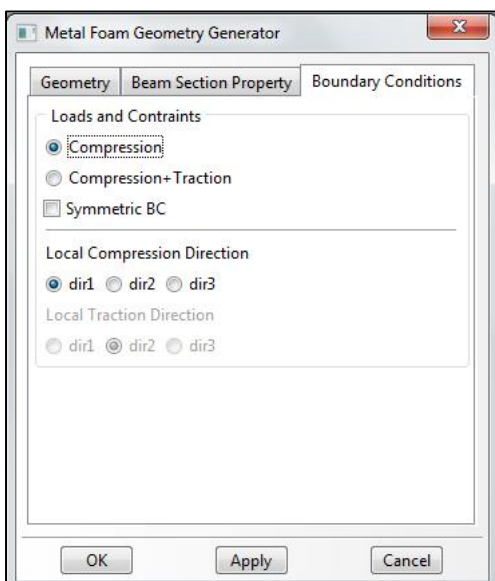 Metal Foam Geometry Generator
Geometry Beam Section Property Boundary Conditions
Loads and Contraints
Compression
Compression+Traction
Symmetric BC
Local Compression Direction
dir1 dir2 dir3
Local Traction Direction
dir1 dir2 dir3
OK Apply Cancel